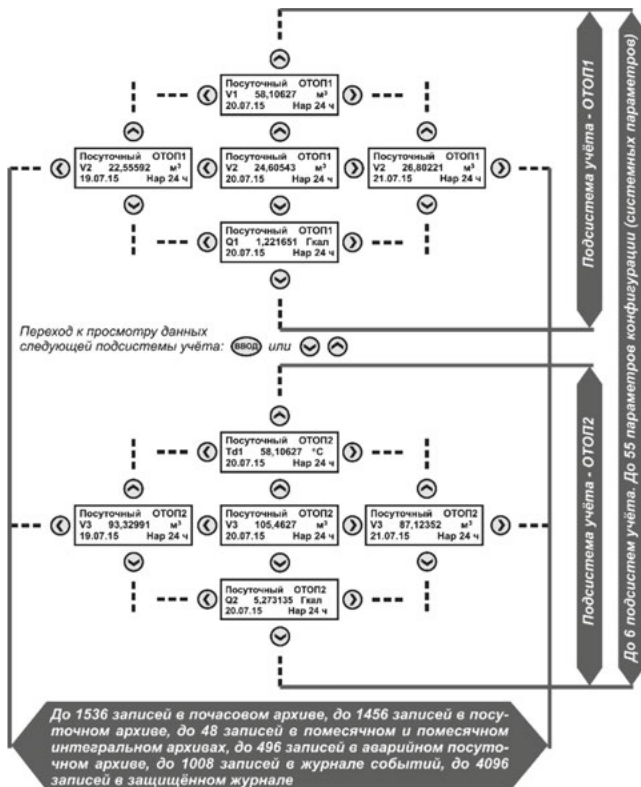 Посуточный ОТОП1
V1 58,10627 м³
20.07.15 Нар 24 ч
Посуточный ОТОП1
V2 22,55592 м³
19.07.15 Нар 24 ч
Посуточный ОТОП1
V2 24,60543 м³
20.07.15 Нар 24 ч
Посуточный ОТОП1
V2 26,80221 м³
21.07.15 Нар 24 ч
Посуточный ОТОП1
Q1 1,221651 Гкал
20.07.15 Нар 24 ч
Подсистема учёта - ОТОП1
Переход к просмотру данных
следующей подсистемы учёта: ВВОД или
Посуточный ОТОП2
Td1 58,10627 °C
20.07.15 Нар 24 ч
Посуточный ОТОП2
V3 93,32991 м³
19.07.15 Нар 24 ч
Посуточный ОТОП2
V3 105,4627 м³
20.07.15 Нар 24 ч
Посуточный ОТОП2
V3 87,12352 м³
21.07.15 Нар 24 ч
Посуточный ОТОП2
Q2 5,273135 Гкал
20.07.15 Нар 24 ч
Подсистема учёта - ОТОП2
До 6 подсистем учёта. До 55 параметров конфигурации (системных параметров)
До 1536 записей в почасовом архиве, до 1456 записей в посу-
точном архиве, до 48 записей в помесячном и помесячном
интегральном архивах, до 496 записей в аварийном посуто-
чном архиве, до 1008 записей в журнале событий, до 4096
записей в защищённом журнале